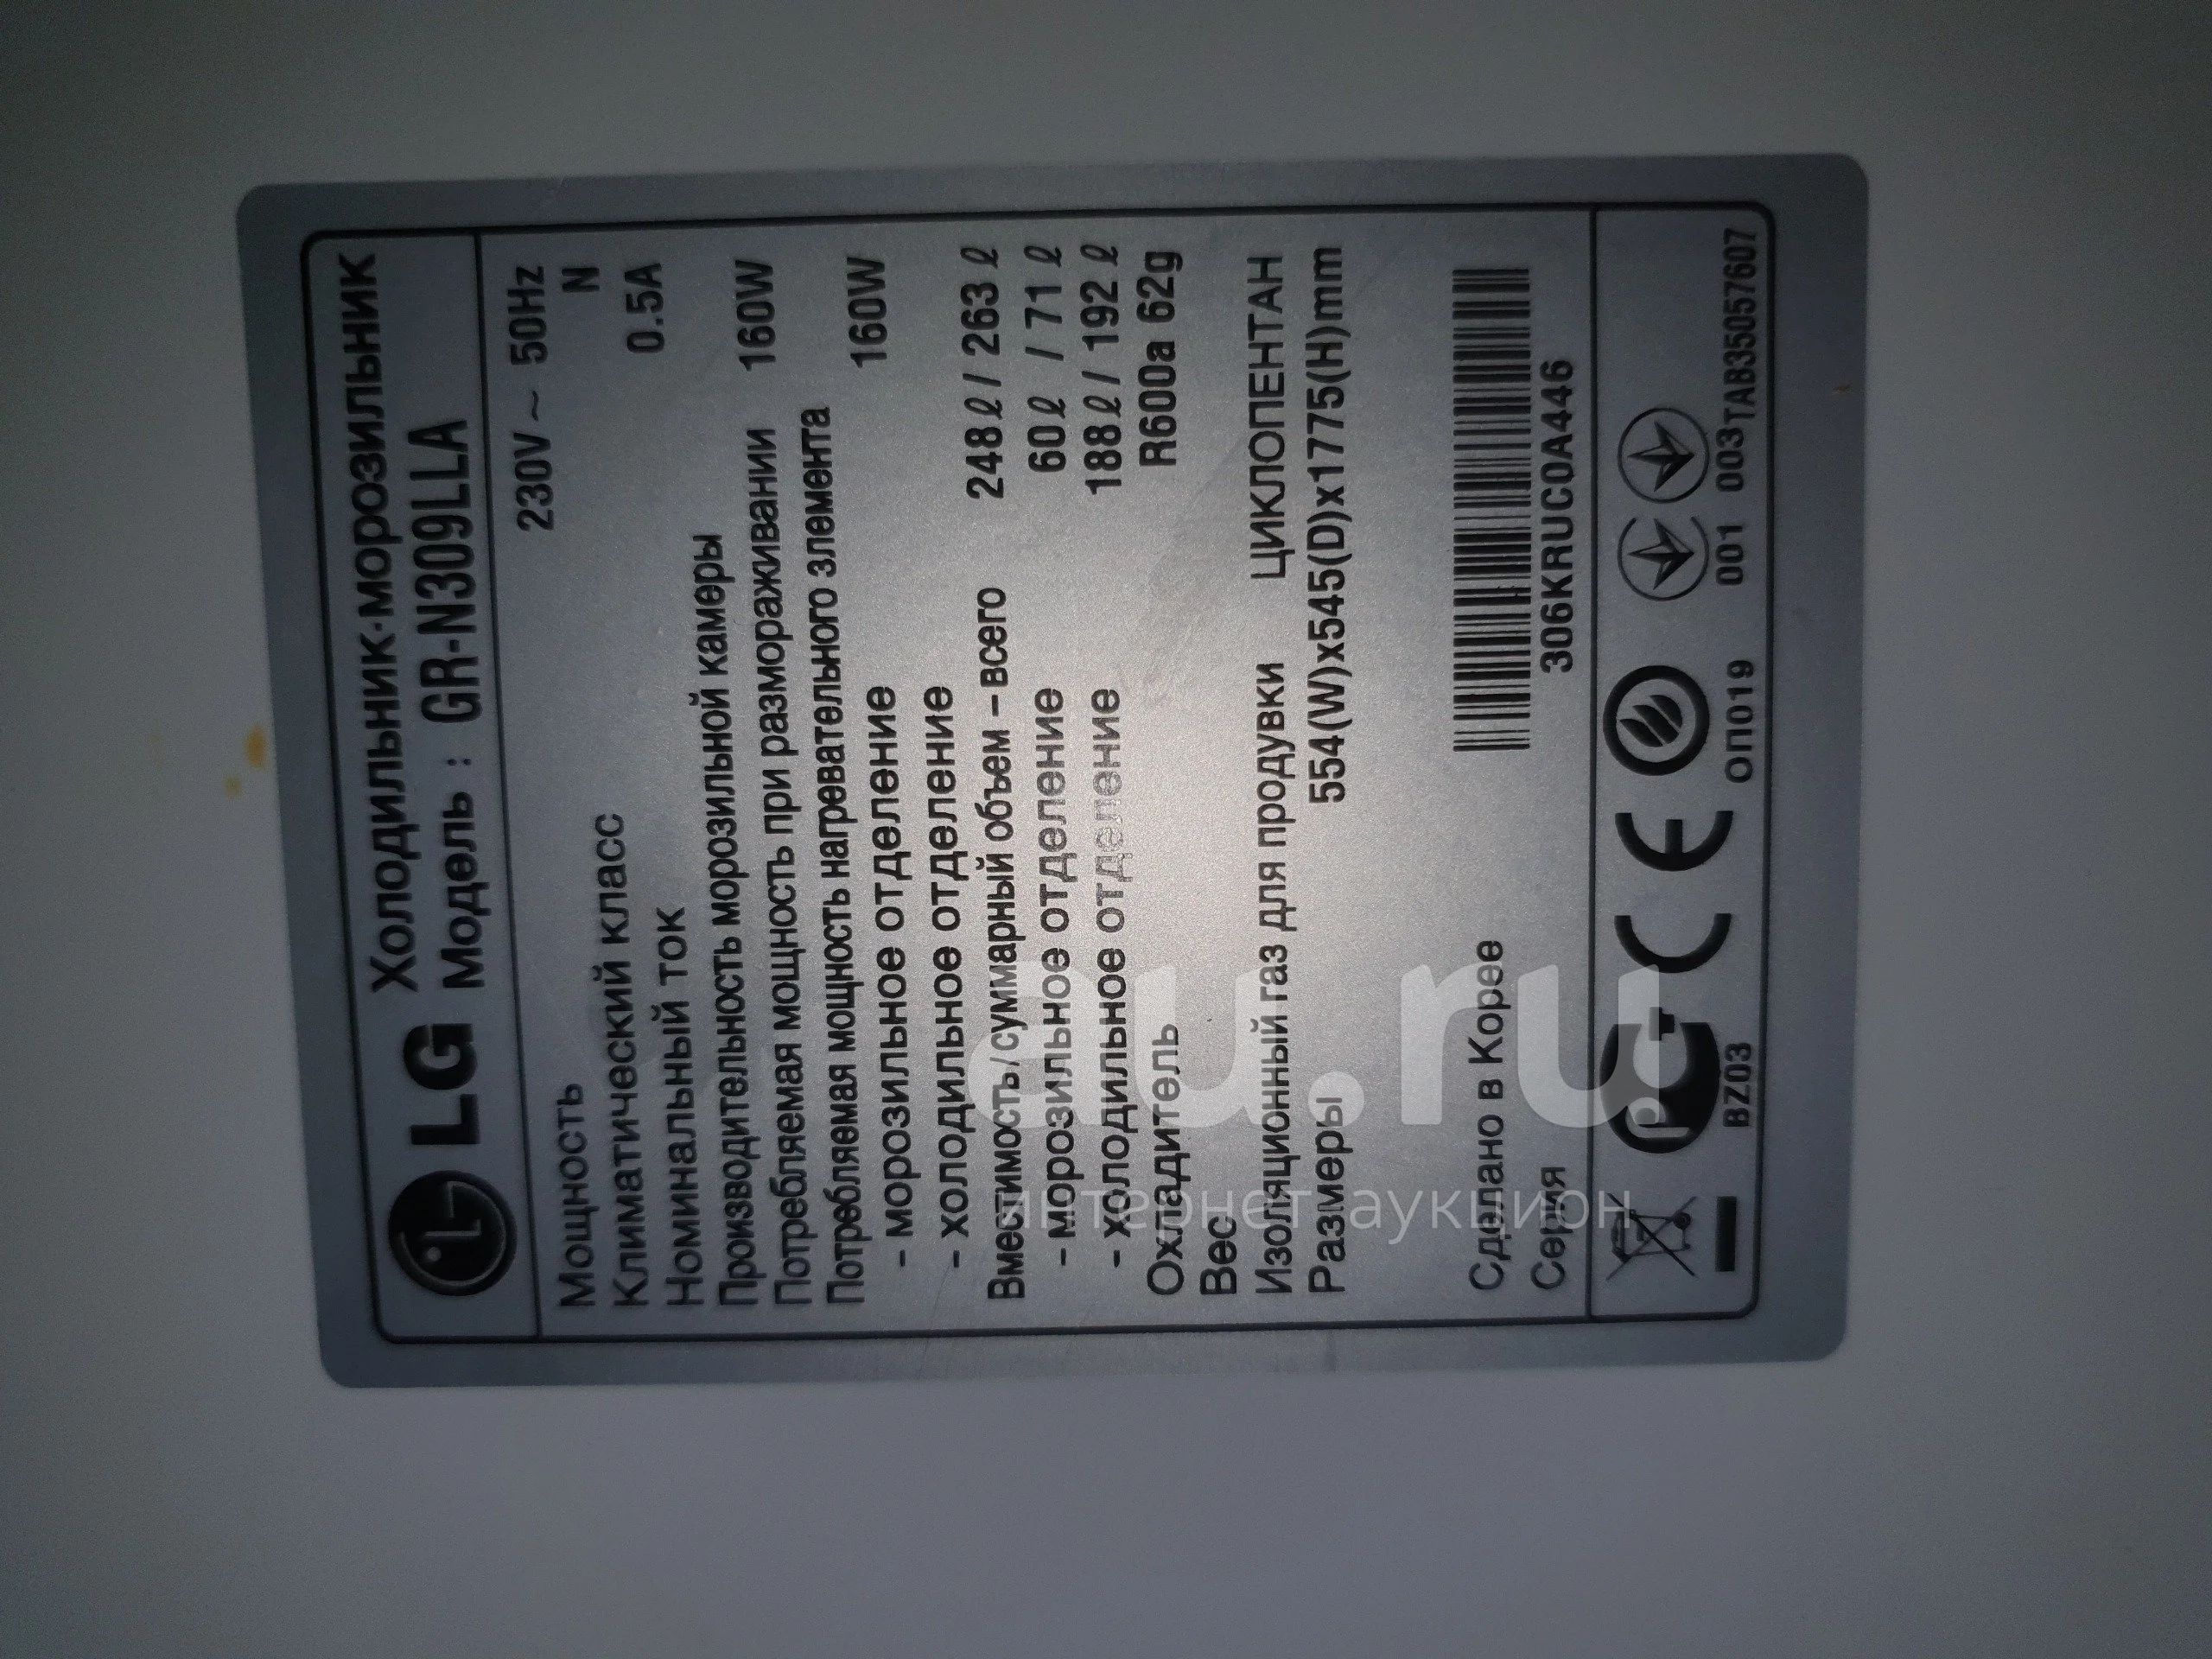 LG Холодильник-морозильник
Модель : GR-N309LLA
Мощность 230V ~ 50Hz
Климатический класс N
Номинальный ток 0.5A
Производительность морозильной камеры
Потребляемая мощность при размораживании 160W
Потребляемая мощность нагревательного элемента
- морозильное отделение 160W
- холодильное отделение
Вместимость/суммарный объем – всего 248ℓ / 263ℓ
- морозильное отделение 60ℓ / 71ℓ
- холодильное отделение 188ℓ / 192ℓ
Охладитель R600a 62g
Вес
Изоляционный газ для продувки ЦИКЛОПЕНТАН
Размеры 554(W)x545(D)x1775(H)mm
Сделано в Корее
Серия 306KRUC0A446
BZ03 ОП019 001 003 TAB35057607
au.ru
интернет аукцион